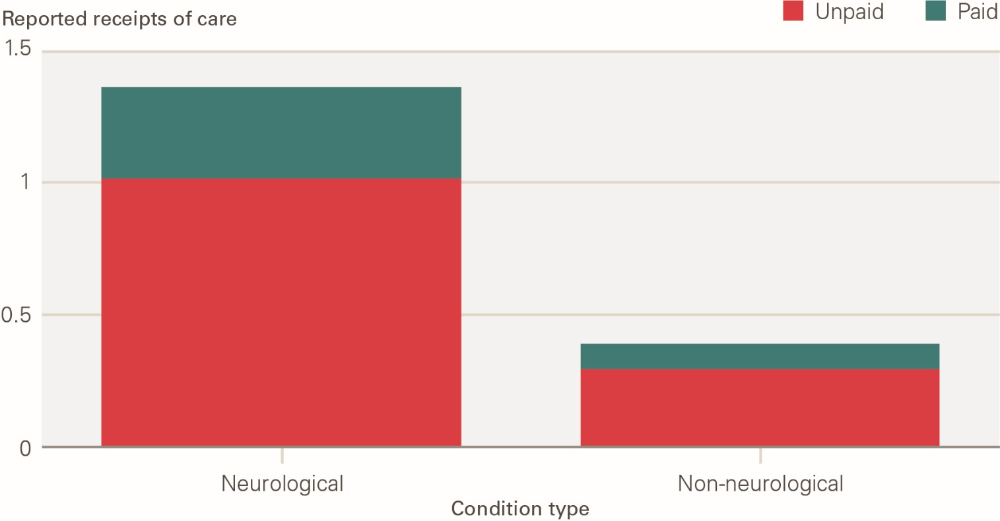 Reported receipts of care
Unpaid
Paid
1.5
1
0.5
0
Neurological
Non-neurological
Condition type